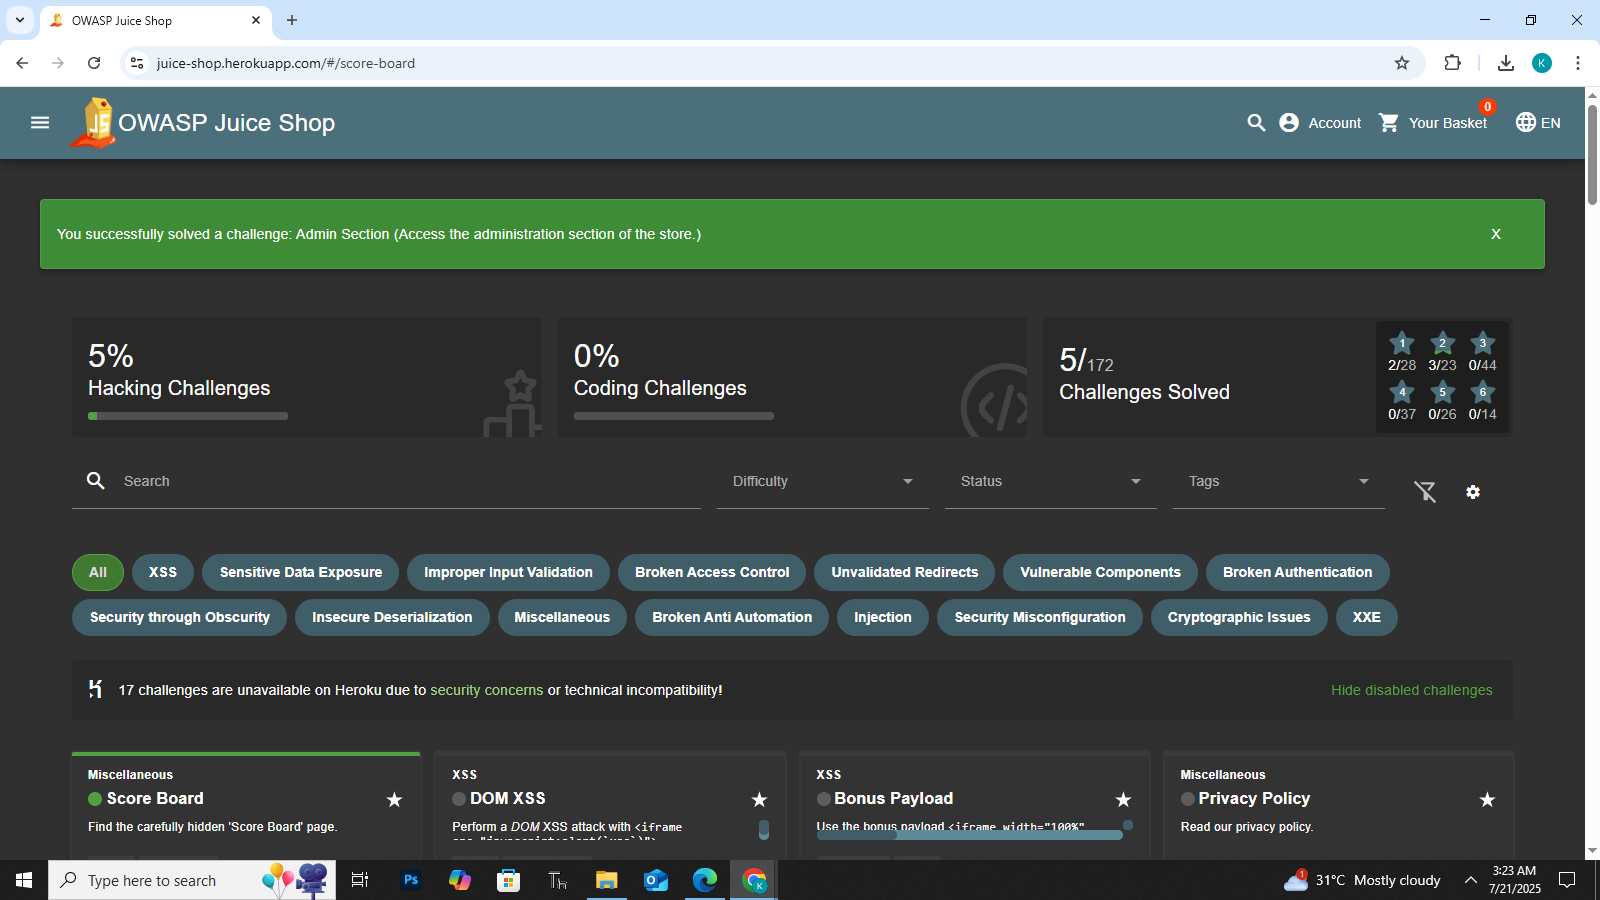 OWASP Juice Shop
juice-shop.herokuapp.com/#/score-board
K
JS
OWASP Juice Shop
Account
Your Basket
0
EN
You successfully solved a challenge: Admin Section (Access the administration section of the store.)
X
5%
Hacking Challenges
0%
Coding Challenges
5/172
Challenges Solved
1 2 3
2/28 3/23 0/44
4 5 6
0/37 0/26 0/14
Search
Difficulty
Status
Tags
All XSS Sensitive Data Exposure Improper Input Validation Broken Access Control Unvalidated Redirects Vulnerable Components Broken Authentication
Security through Obscurity Insecure Deserialization Miscellaneous Broken Anti Automation Injection Security Misconfiguration Cryptographic Issues XXE
17 challenges are unavailable on Heroku due to security concerns or technical incompatibility!
Hide disabled challenges
Miscellaneous
Score Board
Find the carefully hidden 'Score Board' page.
XSS
DOM XSS
Perform a DOM XSS attack with <iframe
XSS
Bonus Payload
Use the bonus payload <iframe width="100%"
Miscellaneous
Privacy Policy
Read our privacy policy.
Type here to search
Ps
K
1
31°C Mostly cloudy
3:23 AM
7/21/2025